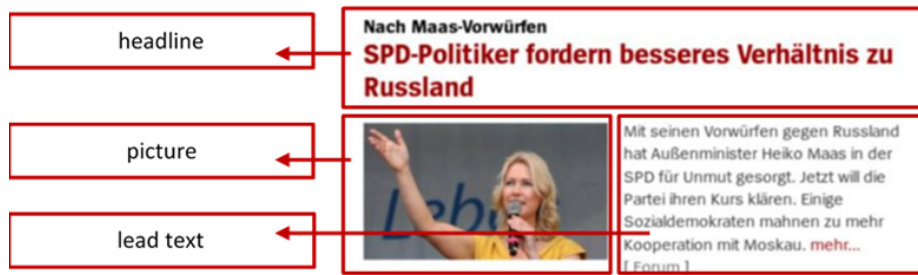 headline
Nach Maas-Vorwürfen
SPD-Politiker fordern besseres Verhältnis zu
Russland
picture
Leb
lead text
Mit seinen Vorwürfen gegen Russland
hat Außenminister Heiko Maas in der
SPD für Unmut gesorgt. Jetzt will die
Partei ihren Kurs klären. Einige
Sozialdemokraten mahnen zu mehr
Kooperation mit Moskau. mehr...
[ Forum ]